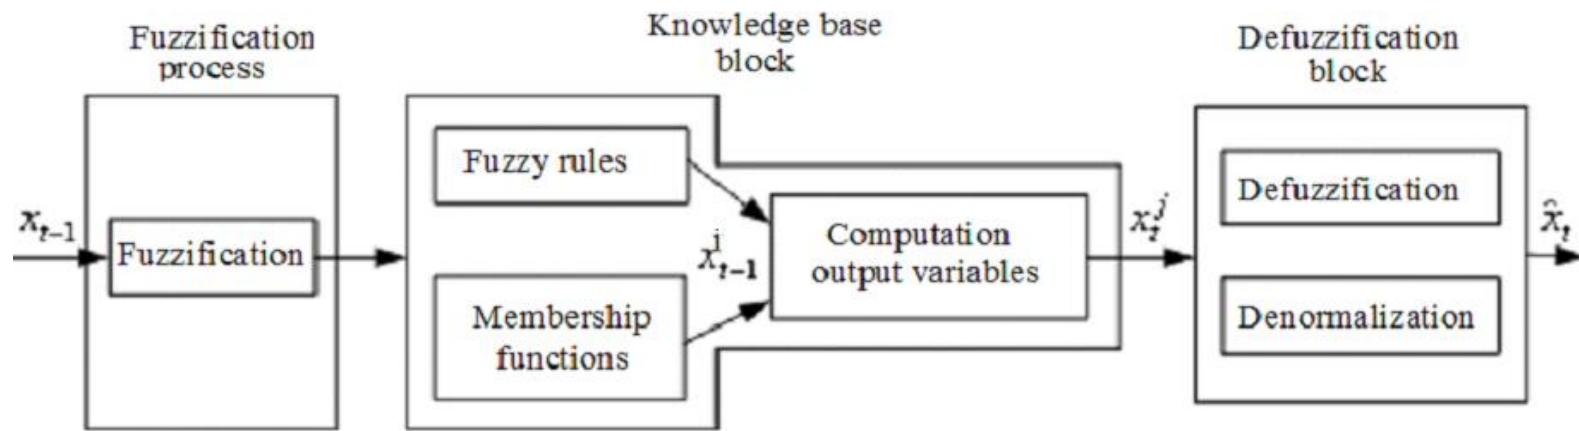 Fuzzification
process
Knowledge base
block
Defuzzification
block
x_{t-1}
Fuzzification
Fuzzy rules
Membership
functions
x^i_{t-1}
Computation
output variables
x^j_t
Defuzzification
Denormalization
x̂_t